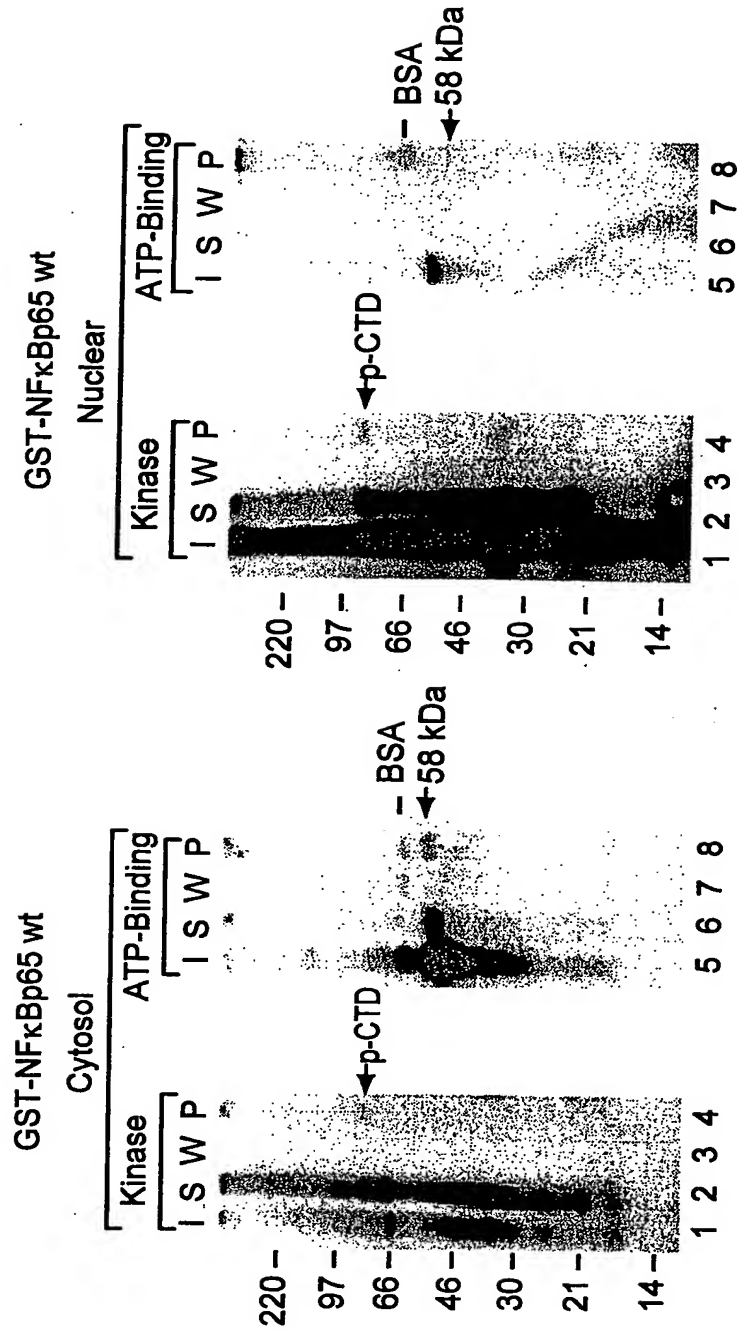 GST-NFκBp65 wt
Cytosol
Kinase
ATP-Binding
I S W P
I S W P
220 –
97 –
66 –
46 –
30 –
21 –
14 –
p-CTD
– BSA
58 kDa
1 2 3 4
5 6 7 8
GST-NFκBp65 wt
Nuclear
Kinase
ATP-Binding
I S W P
I S W P
220 –
97 –
66 –
46 –
30 –
21 –
14 –
p-CTD
– BSA
58 kDa
1 2 3 4
5 6 7 8